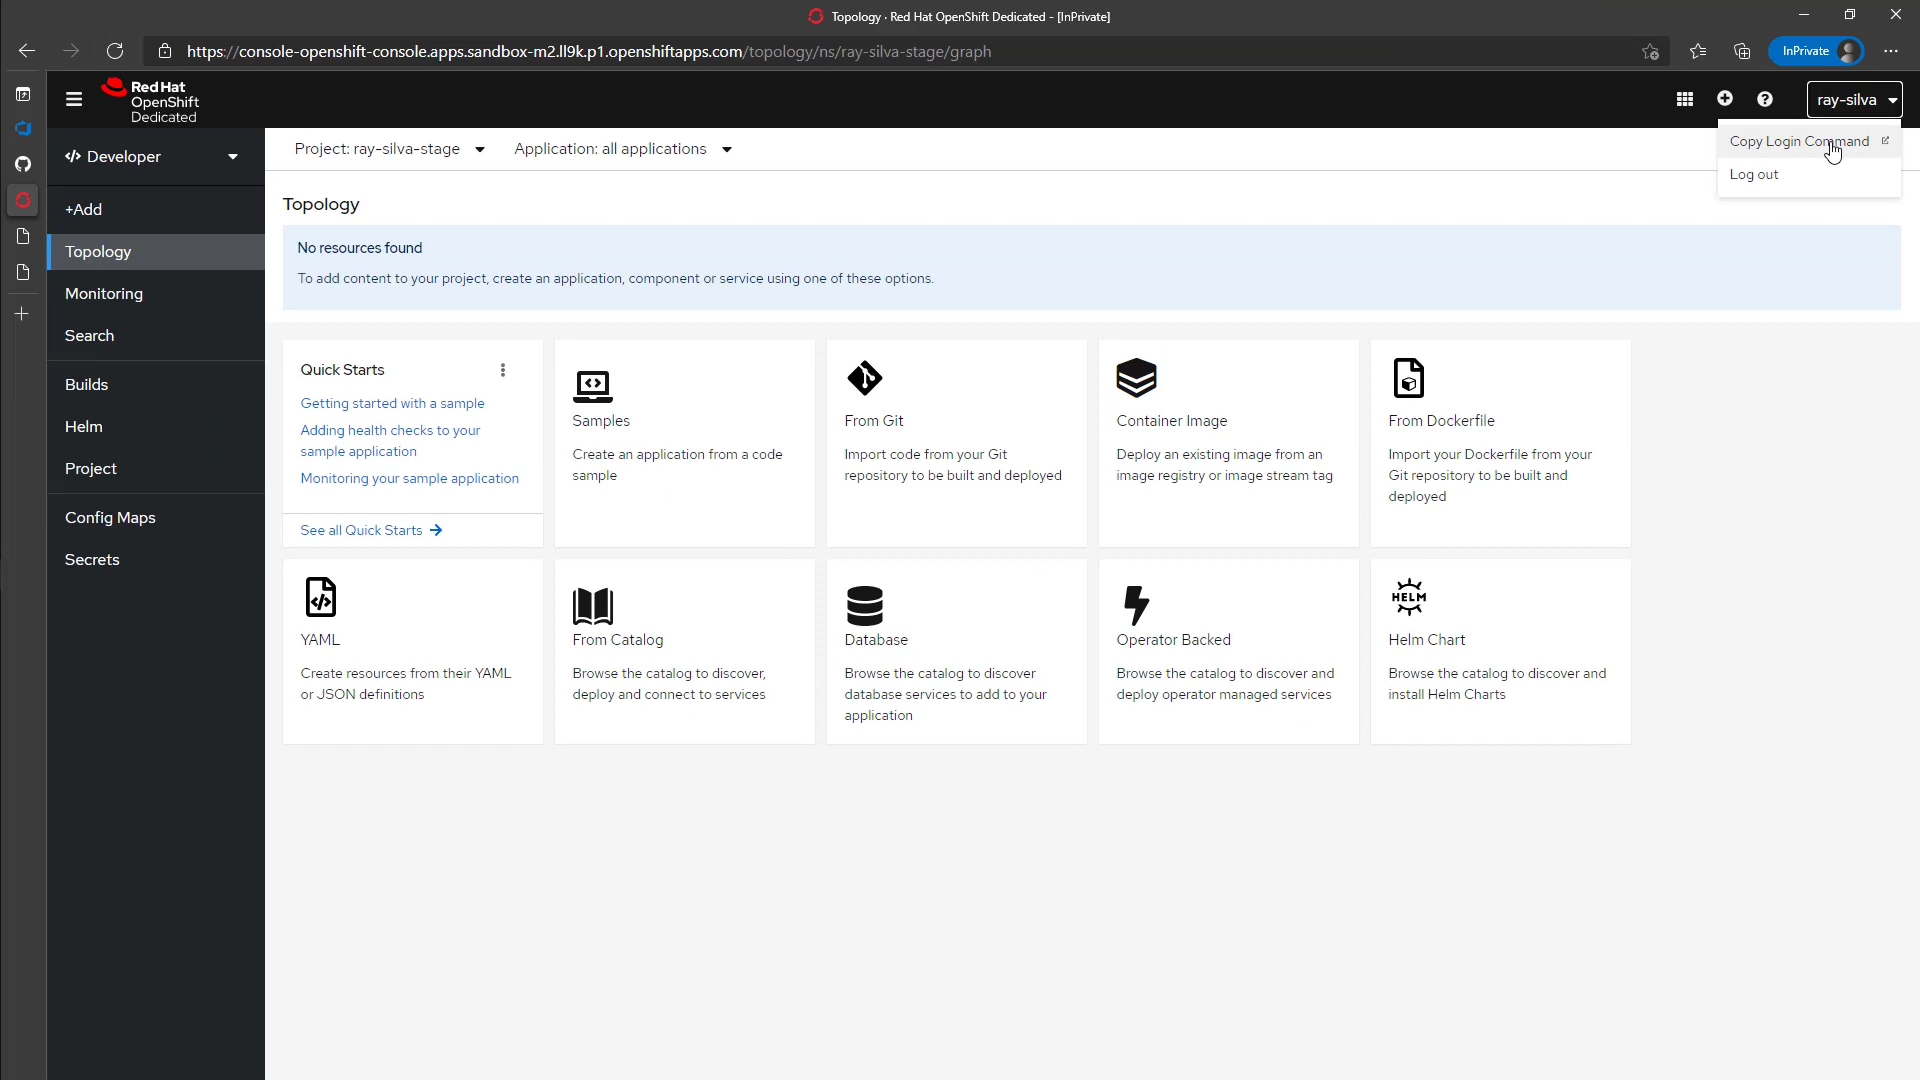 Topology · Red Hat OpenShift Dedicated - [InPrivate]
https://console-openshift-console.apps.sandbox-m2.ll9k.p1.openshiftapps.com/topology/ns/ray-silva-stage/graph
InPrivate
Red Hat
OpenShift
Dedicated
ray-silva
Copy Login Command
Log out
Developer
+Add
Topology
Monitoring
Search
Builds
Helm
Project
Config Maps
Secrets
Project: ray-silva-stage
Application: all applications
Topology
No resources found
To add content to your project, create an application, component or service using one of these options.
Quick Starts
Getting started with a sample
Adding health checks to your
sample application
Monitoring your sample application
See all Quick Starts
Samples
Create an application from a code
sample
From Git
Import code from your Git
repository to be built and deployed
Container Image
Deploy an existing image from an
image registry or image stream tag
From Dockerfile
Import your Dockerfile from your
Git repository to be built and
deployed
YAML
Create resources from their YAML
or JSON definitions
From Catalog
Browse the catalog to discover,
deploy and connect to services
Database
Browse the catalog to discover
database services to add to your
application
Operator Backed
Browse the catalog to discover and
deploy operator managed services
HELM
Helm Chart
Browse the catalog to discover and
install Helm Charts